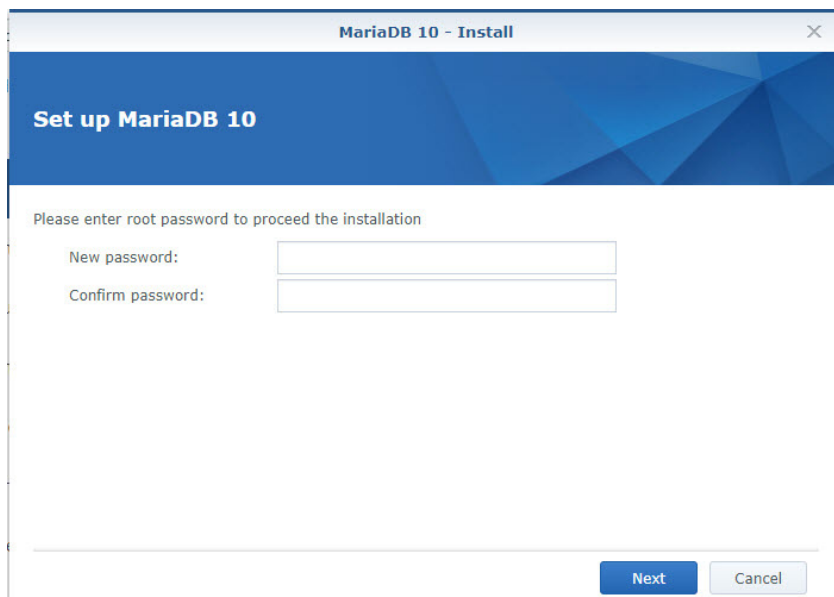 MariaDB 10 - Install
Set up MariaDB 10
Please enter root password to proceed the installation
New password:
Confirm password:
Next Cancel